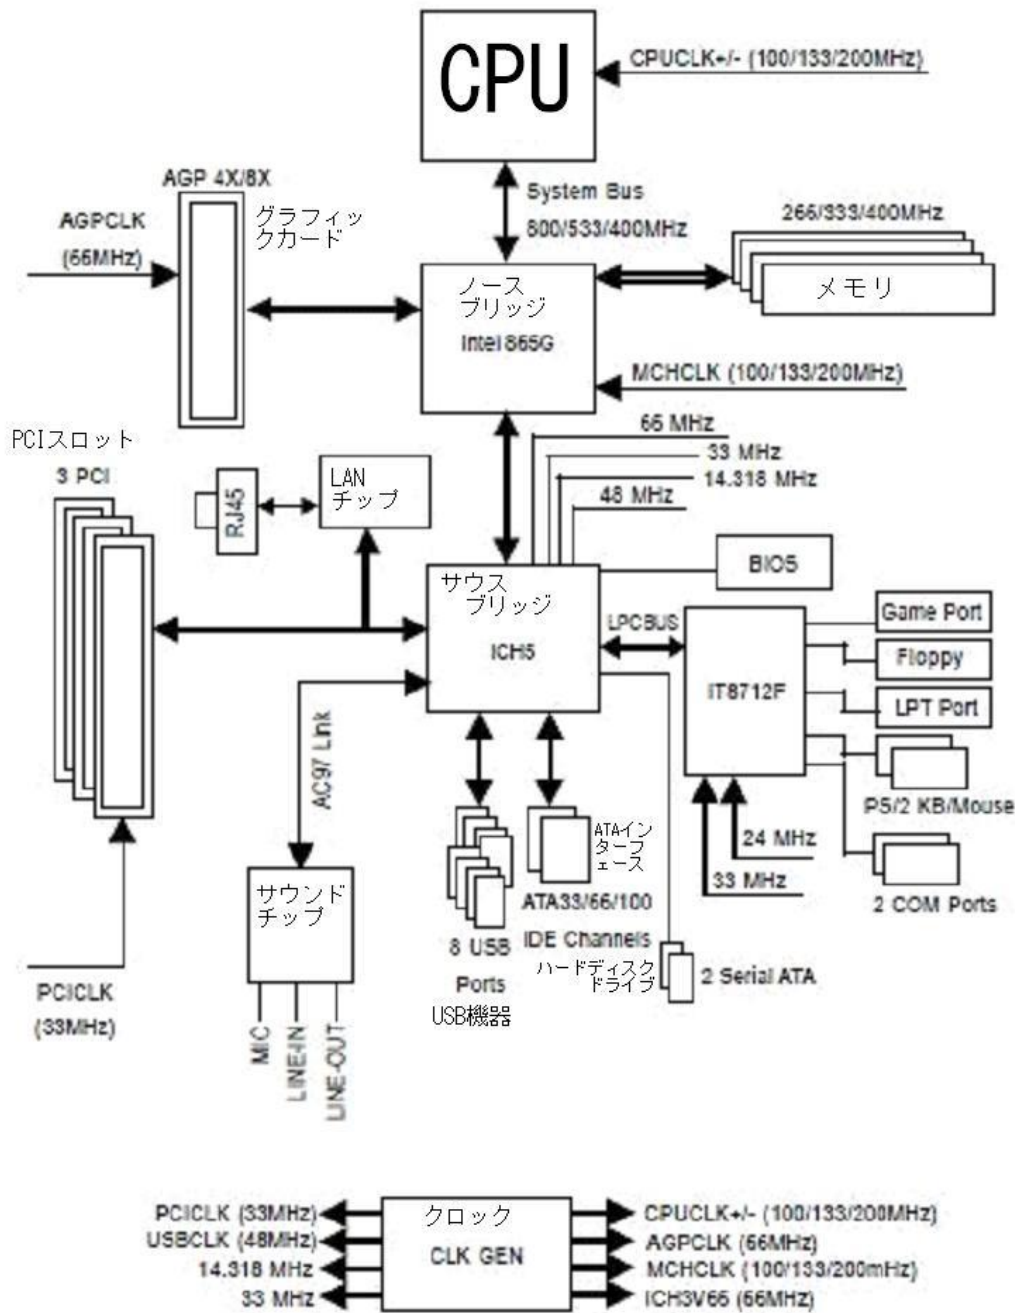 CPU
CPUCLK+/- (100/133/200MHz)
AGP 4X/8X
System Bus
800/533/400MHz
AGPCLK
(66MHz)
グラフィッ
クカード
266/333/400MHz
メモリ
ノース
ブリッジ
Intel 865G
MCHCLK (100/133/200MHz)
PCIスロット
3 PCI
66 MHz
33 MHz
14.318 MHz
48 MHz
RJ45
LAN
チップ
サウス
ブリッジ
ICH5
BIOS
LPCBUS
IT8712F
Game Port
Floppy
LPT Port
PS/2 KB/Mouse
24 MHz
33 MHz
2 COM Ports
AC97 Link
サウンド
チップ
MIC
LINE-IN
LINE-OUT
8 USB
Ports
USB機器
ATAイン
ターフ
ェース
ATA33/66/100
IDE Channels
ハードディスク
ドライブ
2 Serial ATA
PCICLK
(33MHz)
クロック
CLK GEN
PCICLK (33MHz)
USBCLK (48MHz)
14.318 MHz
33 MHz
CPUCLK+/- (100/133/200MHz)
AGPCLK (66MHz)
MCHCLK (100/133/200mHz)
ICH3V66 (66MHz)